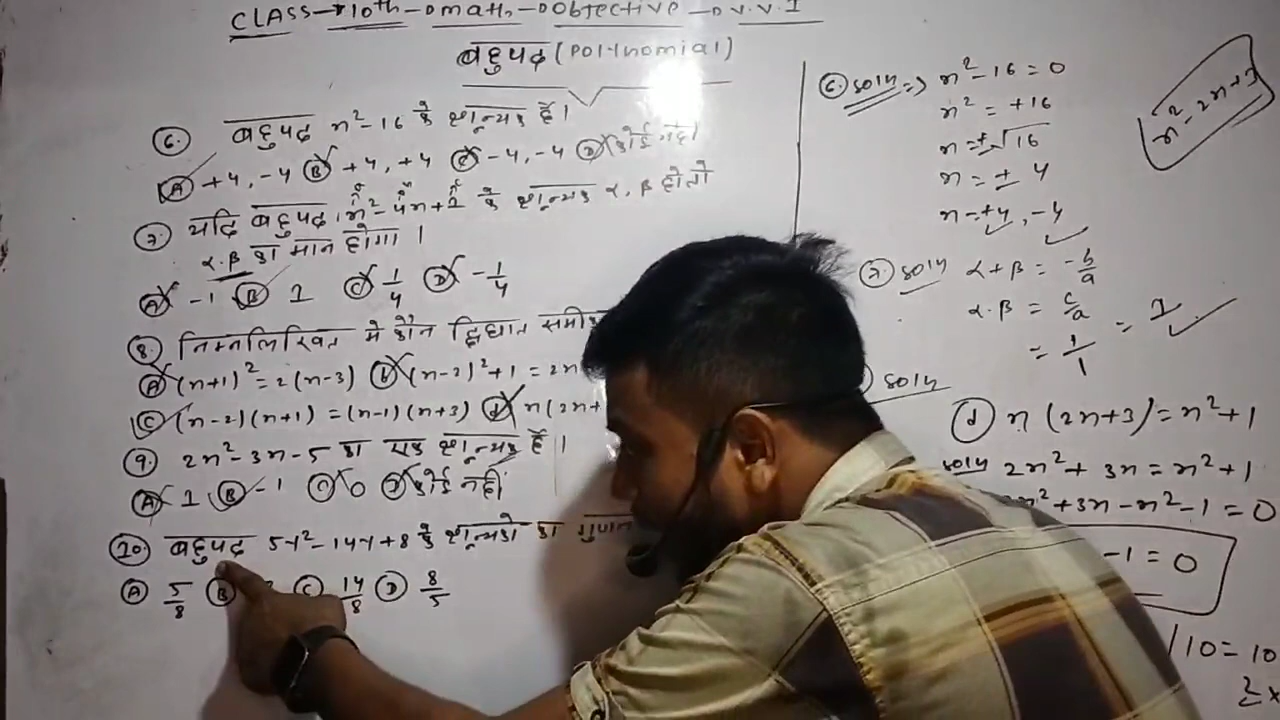 CLASS→10th→math→Objective→V.V.I
बहुपद (Polynomial)
⑥ बहुपद x²-16 के शून्यक हैं।
Ⓐ +4,-4 Ⓑ +4,+4 Ⓒ -4,-4 Ⓓ कोई नहीं
⑦ यदि बहुपद x²-4x+1 के शून्यक α,β हो तो
α.β का मान होगा।
Ⓐ -1 Ⓑ 1 Ⓒ 1/4 Ⓓ -1/4
⑧ निम्नलिखित मे कौन द्विघात
Ⓐ (x+1)²=2(x-3) Ⓑ (x-2)²+1=2x
Ⓒ (x-2)(x+1)=(x-1)(x+3) Ⓓ x(2x+
⑨ 2x²-3x-5 का एक शून्यक हैं।
Ⓐ 1 Ⓑ -1 Ⓒ 0 Ⓓ कोई नहीं
⑩ बहुपद 5y²-14y+8 के शून्यको का
Ⓐ 5/8 Ⓑ Ⓒ 14/8 Ⓓ 8/5
⑥ soln ⇒ x²-16=0
x² = +16
x=±√16
x=± 4
x=+4,-4
x²-2x+3
⑦ soln α+β = -b/a
α.β = c/a
= 1/1 = 1
soln
ⓓ x(2x+3)=x²+1
soln 2x²+3x=x²+1
x²+3x-x²-1=0
-1=0
10=10
2×